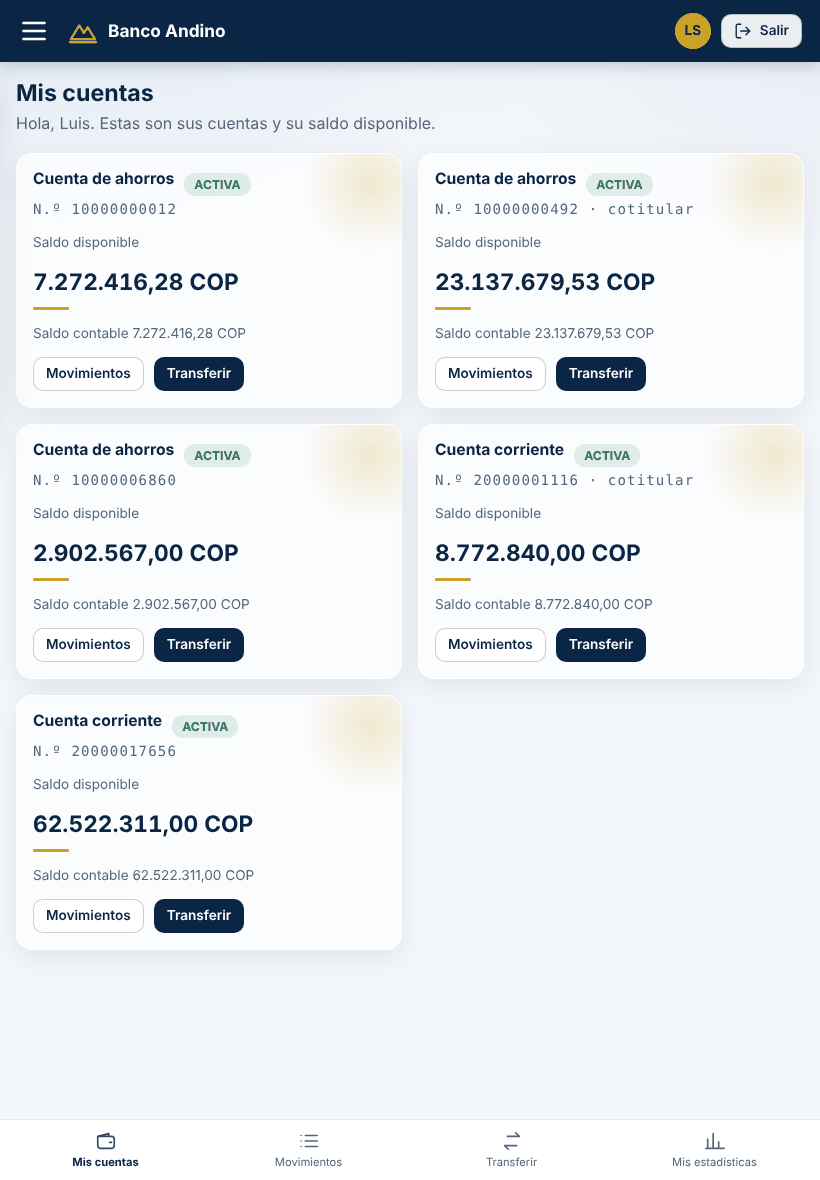 Banco Andino
LS
Salir
Mis cuentas
Hola, Luis. Estas son sus cuentas y su saldo disponible.
Cuenta de ahorros ACTIVA
N.º 10000000012
Saldo disponible
7.272.416,28 COP
Saldo contable 7.272.416,28 COP
Movimientos Transferir
Cuenta de ahorros ACTIVA
N.º 10000000492 · cotitular
Saldo disponible
23.137.679,53 COP
Saldo contable 23.137.679,53 COP
Movimientos Transferir
Cuenta de ahorros ACTIVA
N.º 10000006860
Saldo disponible
2.902.567,00 COP
Saldo contable 2.902.567,00 COP
Movimientos Transferir
Cuenta corriente ACTIVA
N.º 20000001116 · cotitular
Saldo disponible
8.772.840,00 COP
Saldo contable 8.772.840,00 COP
Movimientos Transferir
Cuenta corriente ACTIVA
N.º 20000017656
Saldo disponible
62.522.311,00 COP
Saldo contable 62.522.311,00 COP
Movimientos Transferir
Mis cuentas
Movimientos
Transferir
Mis estadísticas